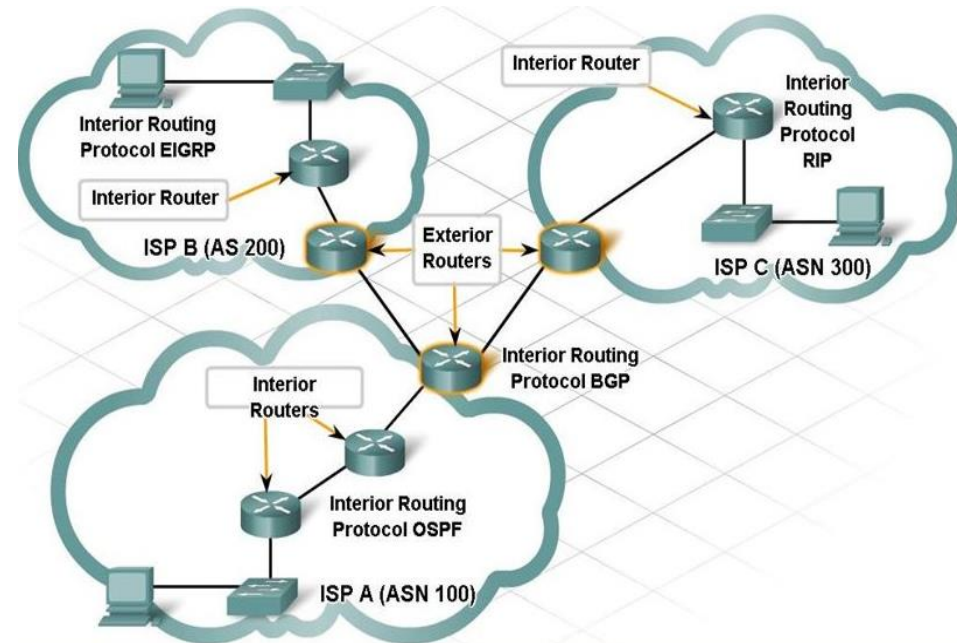 Interior Router
Interior
Routing
Protocol
RIP
Interior Routing
Protocol EIGRP
Interior Router
ISP B (AS 200)
Exterior
Routers
ISP C (ASN 300)
Interior Routing
Protocol BGP
Interior
Routers
Interior Routing
Protocol OSPF
ISP A (ASN 100)